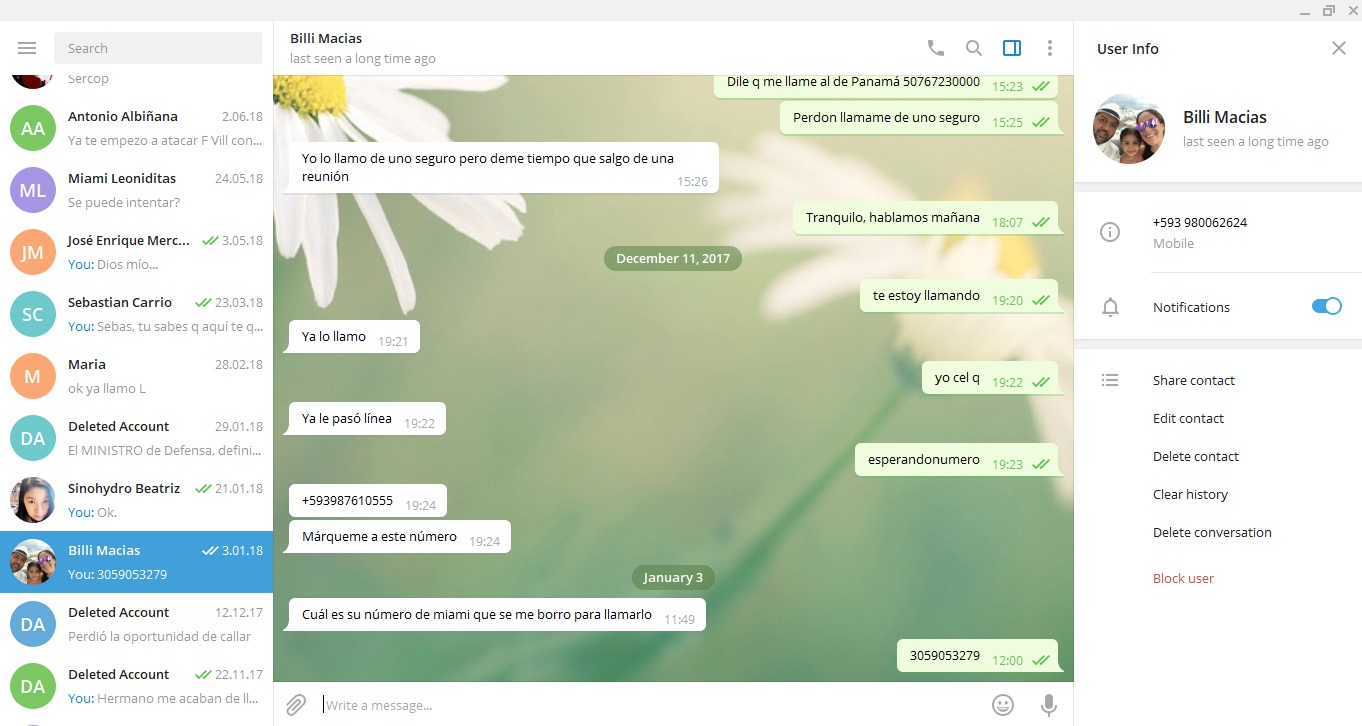 Search
Sercop
Antonio Albiñana 2.06.18
Ya te empezo a atacar F Vill con...
Miami Leoniditas 24.05.18
Se puede intentar?
José Enrique Merc... 3.05.18
You: Dios mío...
Sebastian Carrio 23.03.18
You: Sebas, tu sabes q aquí te q...
Maria 28.02.18
ok ya llamo L
Deleted Account 29.01.18
El MINISTRO de Defensa, defini...
Sinohydro Beatriz 21.01.18
You: Ok.
Billi Macias 3.01.18
You: 3059053279
Deleted Account 12.12.17
Perdió la oportunidad de callar
Deleted Account 22.11.17
You: Hermano me acaban de ll...
AA
ML
JM
SC
M
DA
DA
DA
Billi Macias
last seen a long time ago
Dile q me llame al de Panamá 50767230000 15:23
Perdon llamame de uno seguro 15:25
Yo lo llamo de uno seguro pero deme tiempo que salgo de una
reunión 15:26
Tranquilo, hablamos mañana 18:07
December 11, 2017
te estoy llamando 19:20
Ya lo llamo 19:21
yo cel q 19:22
Ya le pasó línea 19:22
esperandonumero 19:23
+593987610555 19:24
Márqueme a este número 19:24
January 3
Cuál es su número de miami que se me borro para llamarlo 11:49
3059053279 12:00
Write a message...
User Info
Billi Macias
last seen a long time ago
+593 980062624
Mobile
Notifications
Share contact
Edit contact
Delete contact
Clear history
Delete conversation
Block user